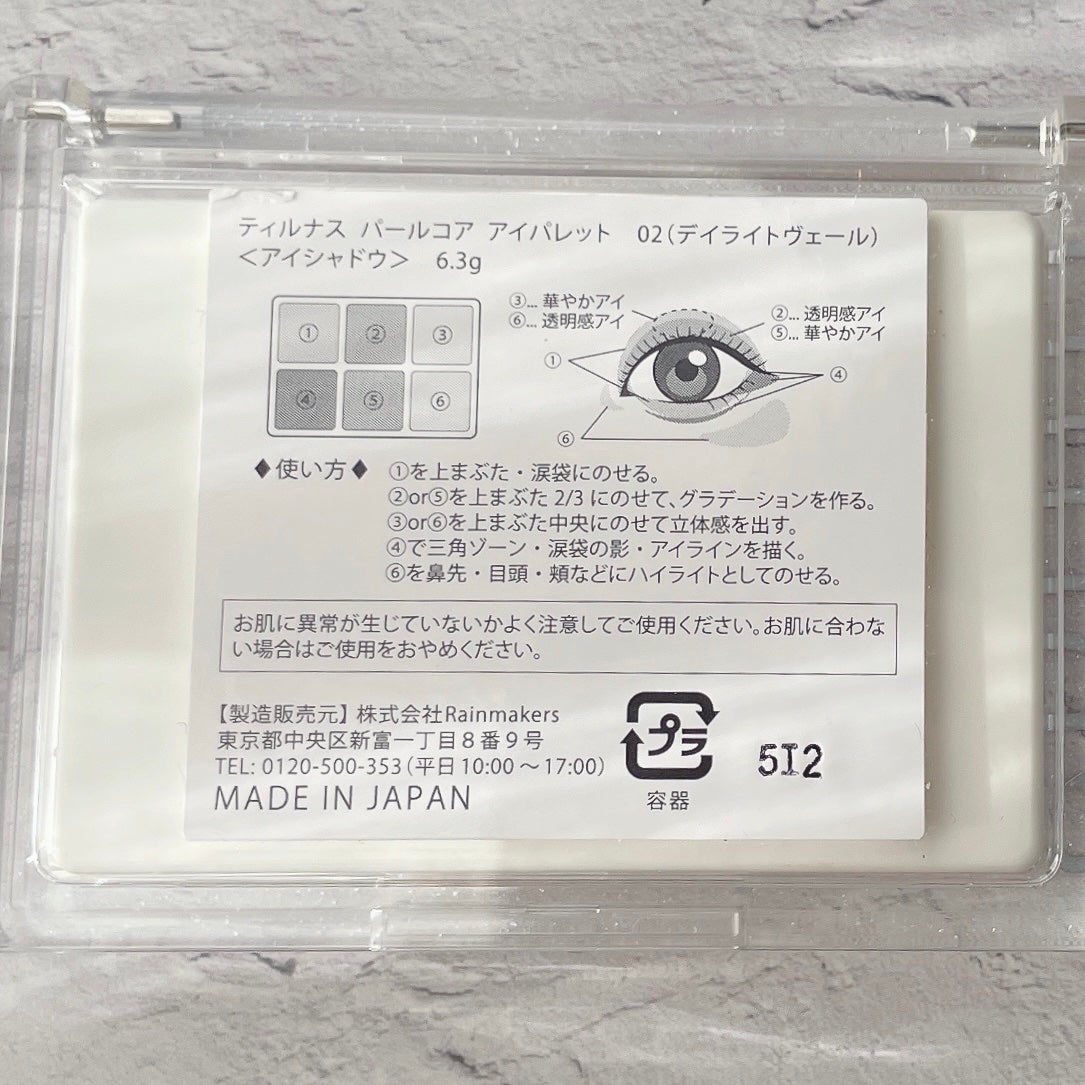 ティルナス パールコア アイパレット 02(デイライトヴェール)
＜アイシャドウ＞ 6.3g
① ② ③
④ ⑤ ⑥
③... 華やかアイ
⑥... 透明感アイ
②... 透明感アイ
⑤... 華やかアイ
①
④
⑥
◆使い方◆ ①を上まぶた・涙袋にのせる。
②or⑤を上まぶた 2/3 にのせて、グラデーションを作る。
③or⑥を上まぶた中央にのせて立体感を出す。
④で三角ゾーン・涙袋の影・アイラインを描く。
⑥を鼻先・目頭・頬などにハイライトとしてのせる。
お肌に異常が生じていないかよく注意してご使用ください。お肌に合わな
い場合はご使用をおやめください。
【製造販売元】株式会社Rainmakers
東京都中央区新富一丁目8番9号
TEL: 0120-500-353(平日 10:00 ～ 17:00)
MADE IN JAPAN
プラ
容器
5I2